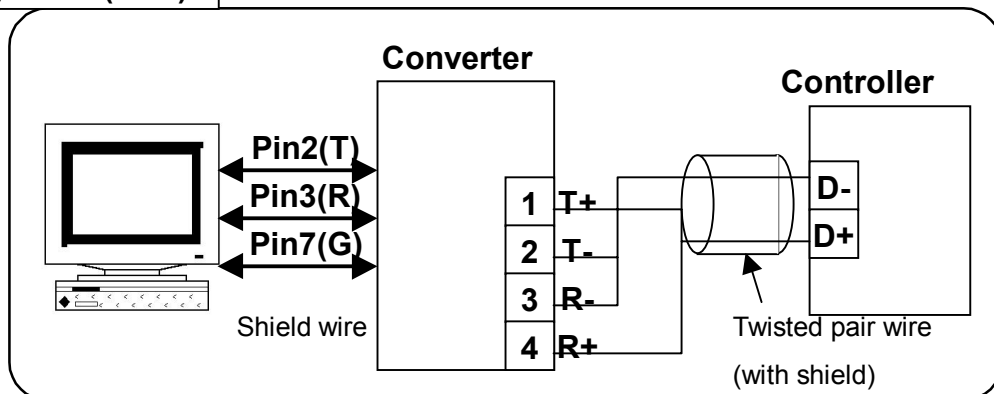 Converter
Controller
Pin2(T)
Pin3(R)
Pin7(G)
1 T+
2 T-
3 R-
4 R+
D-
D+
Shield wire
Twisted pair wire
(with shield)